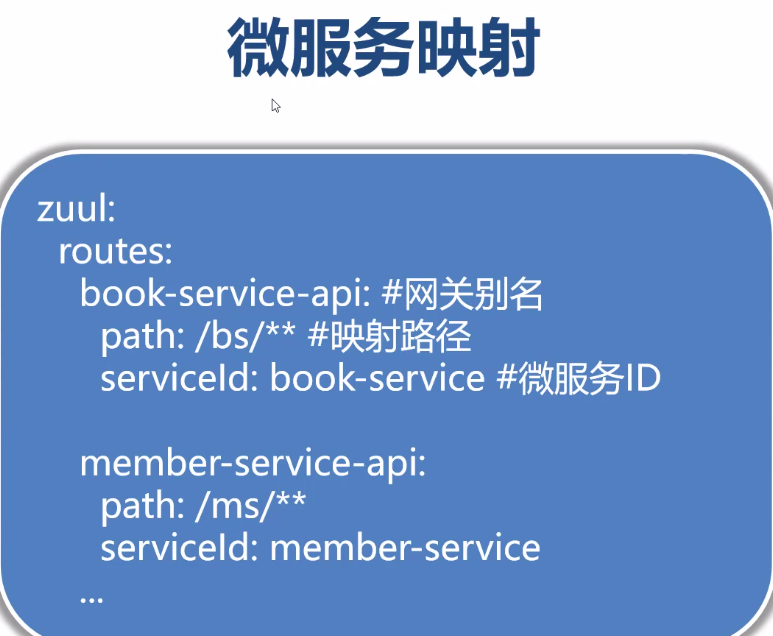 微服务映射
zuul:
routes:
book-service-api: #网关别名
path: /bs/** #映射路径
serviceId: book-service #微服务ID
member-service-api:
path: /ms/**
serviceId: member-service
...